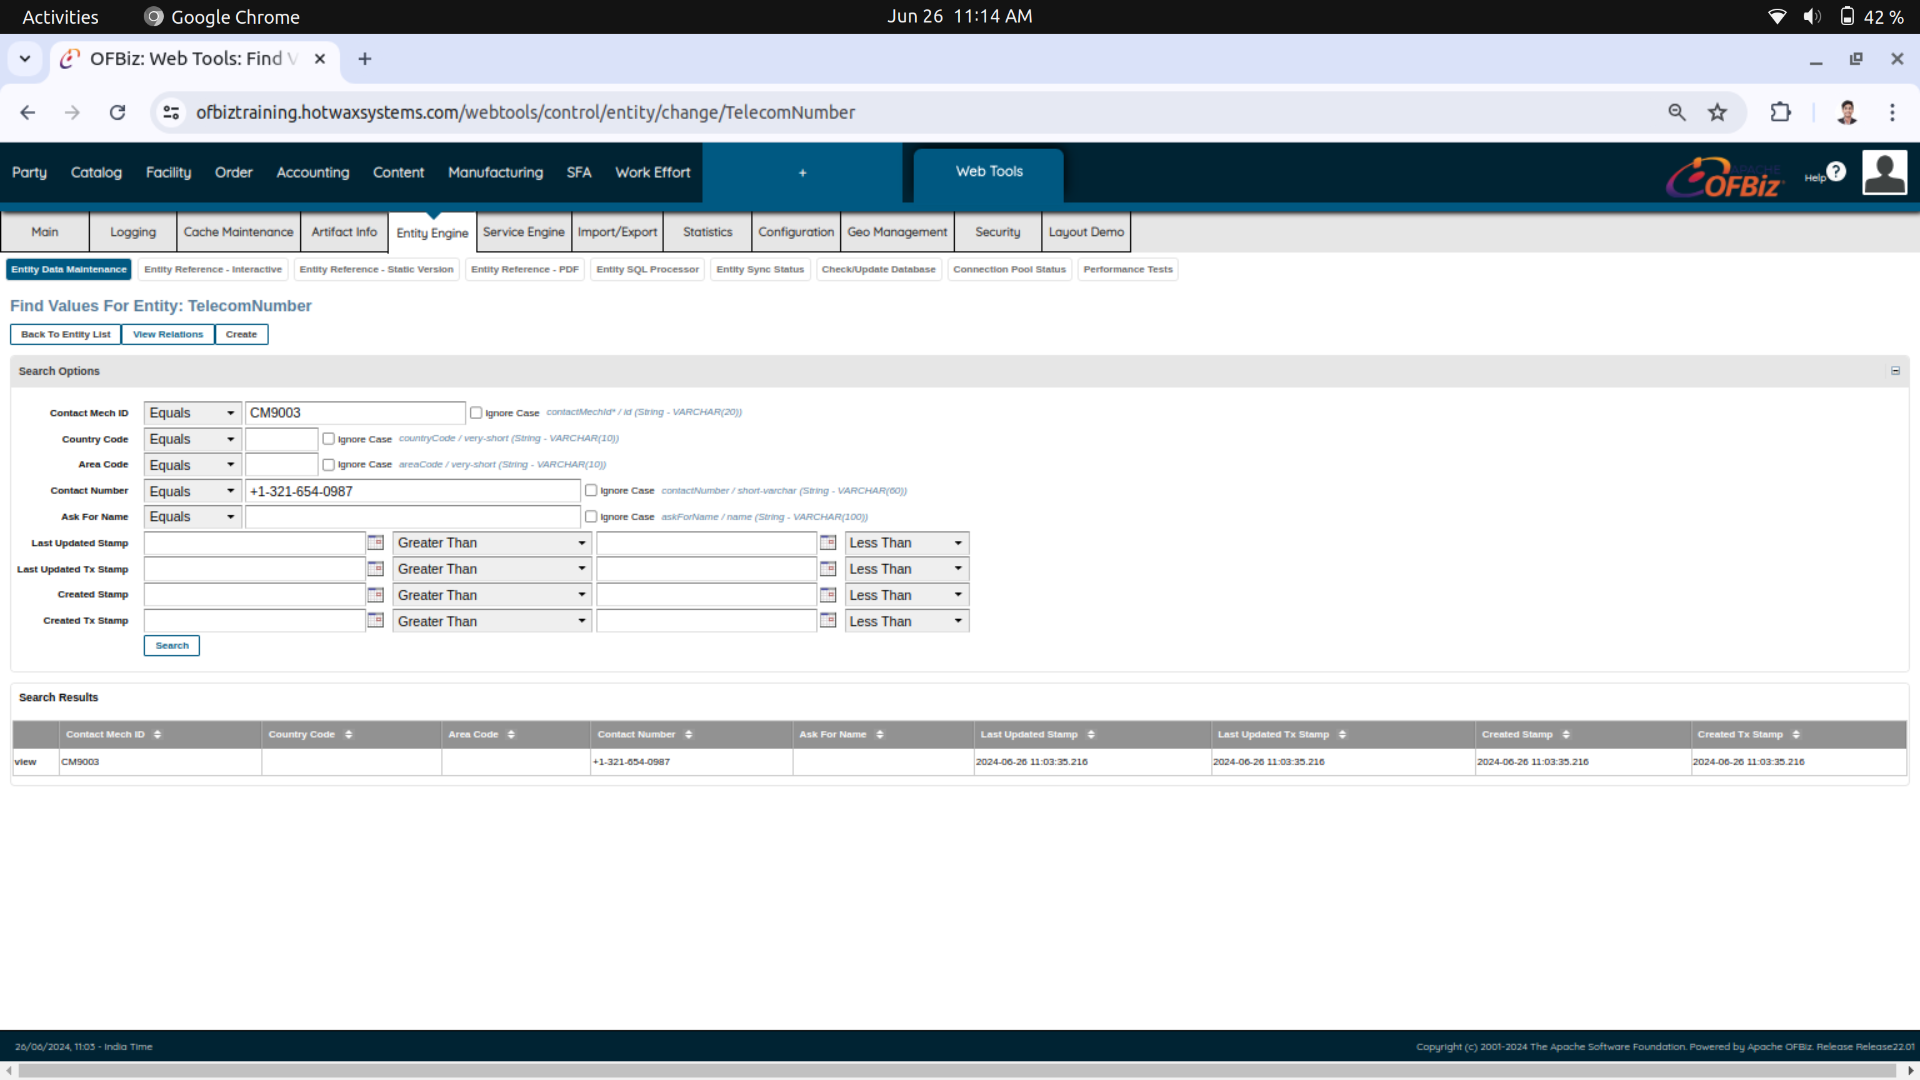 Activities Google Chrome Jun 26 11:14 AM 42 %
OFBiz: Web Tools: Find V
ofbiztraining.hotwaxsystems.com/webtools/control/entity/change/TelecomNumber
Party Catalog Facility Order Accounting Content Manufacturing SFA Work Effort + Web Tools APACHE OFBiz Help ?
Main Logging Cache Maintenance Artifact Info Entity Engine Service Engine Import/Export Statistics Configuration Geo Management Security Layout Demo
Entity Data Maintenance Entity Reference - Interactive Entity Reference - Static Version Entity Reference - PDF Entity SQL Processor Entity Sync Status Check/Update Database Connection Pool Status Performance Tests
Find Values For Entity: TelecomNumber
Back To Entity List View Relations Create
Search Options
Contact Mech ID Equals CM9003 Ignore Case contactMechId* / id (String - VARCHAR(20))
Country Code Equals Ignore Case countryCode / very-short (String - VARCHAR(10))
Area Code Equals Ignore Case areaCode / very-short (String - VARCHAR(10))
Contact Number Equals +1-321-654-0987 Ignore Case contactNumber / short-varchar (String - VARCHAR(60))
Ask For Name Equals Ignore Case askForName / name (String - VARCHAR(100))
Last Updated Stamp Greater Than Less Than
Last Updated Tx Stamp Greater Than Less Than
Created Stamp Greater Than Less Than
Created Tx Stamp Greater Than Less Than
Search
Search Results
Contact Mech ID Country Code Area Code Contact Number Ask For Name Last Updated Stamp Last Updated Tx Stamp Created Stamp Created Tx Stamp
view CM9003 +1-321-654-0987 2024-06-26 11:03:35.216 2024-06-26 11:03:35.216 2024-06-26 11:03:35.216 2024-06-26 11:03:35.216
26/06/2024, 11:03 - India Time Copyright (c) 2001-2024 The Apache Software Foundation. Powered by Apache OFBiz. Release Release22.01